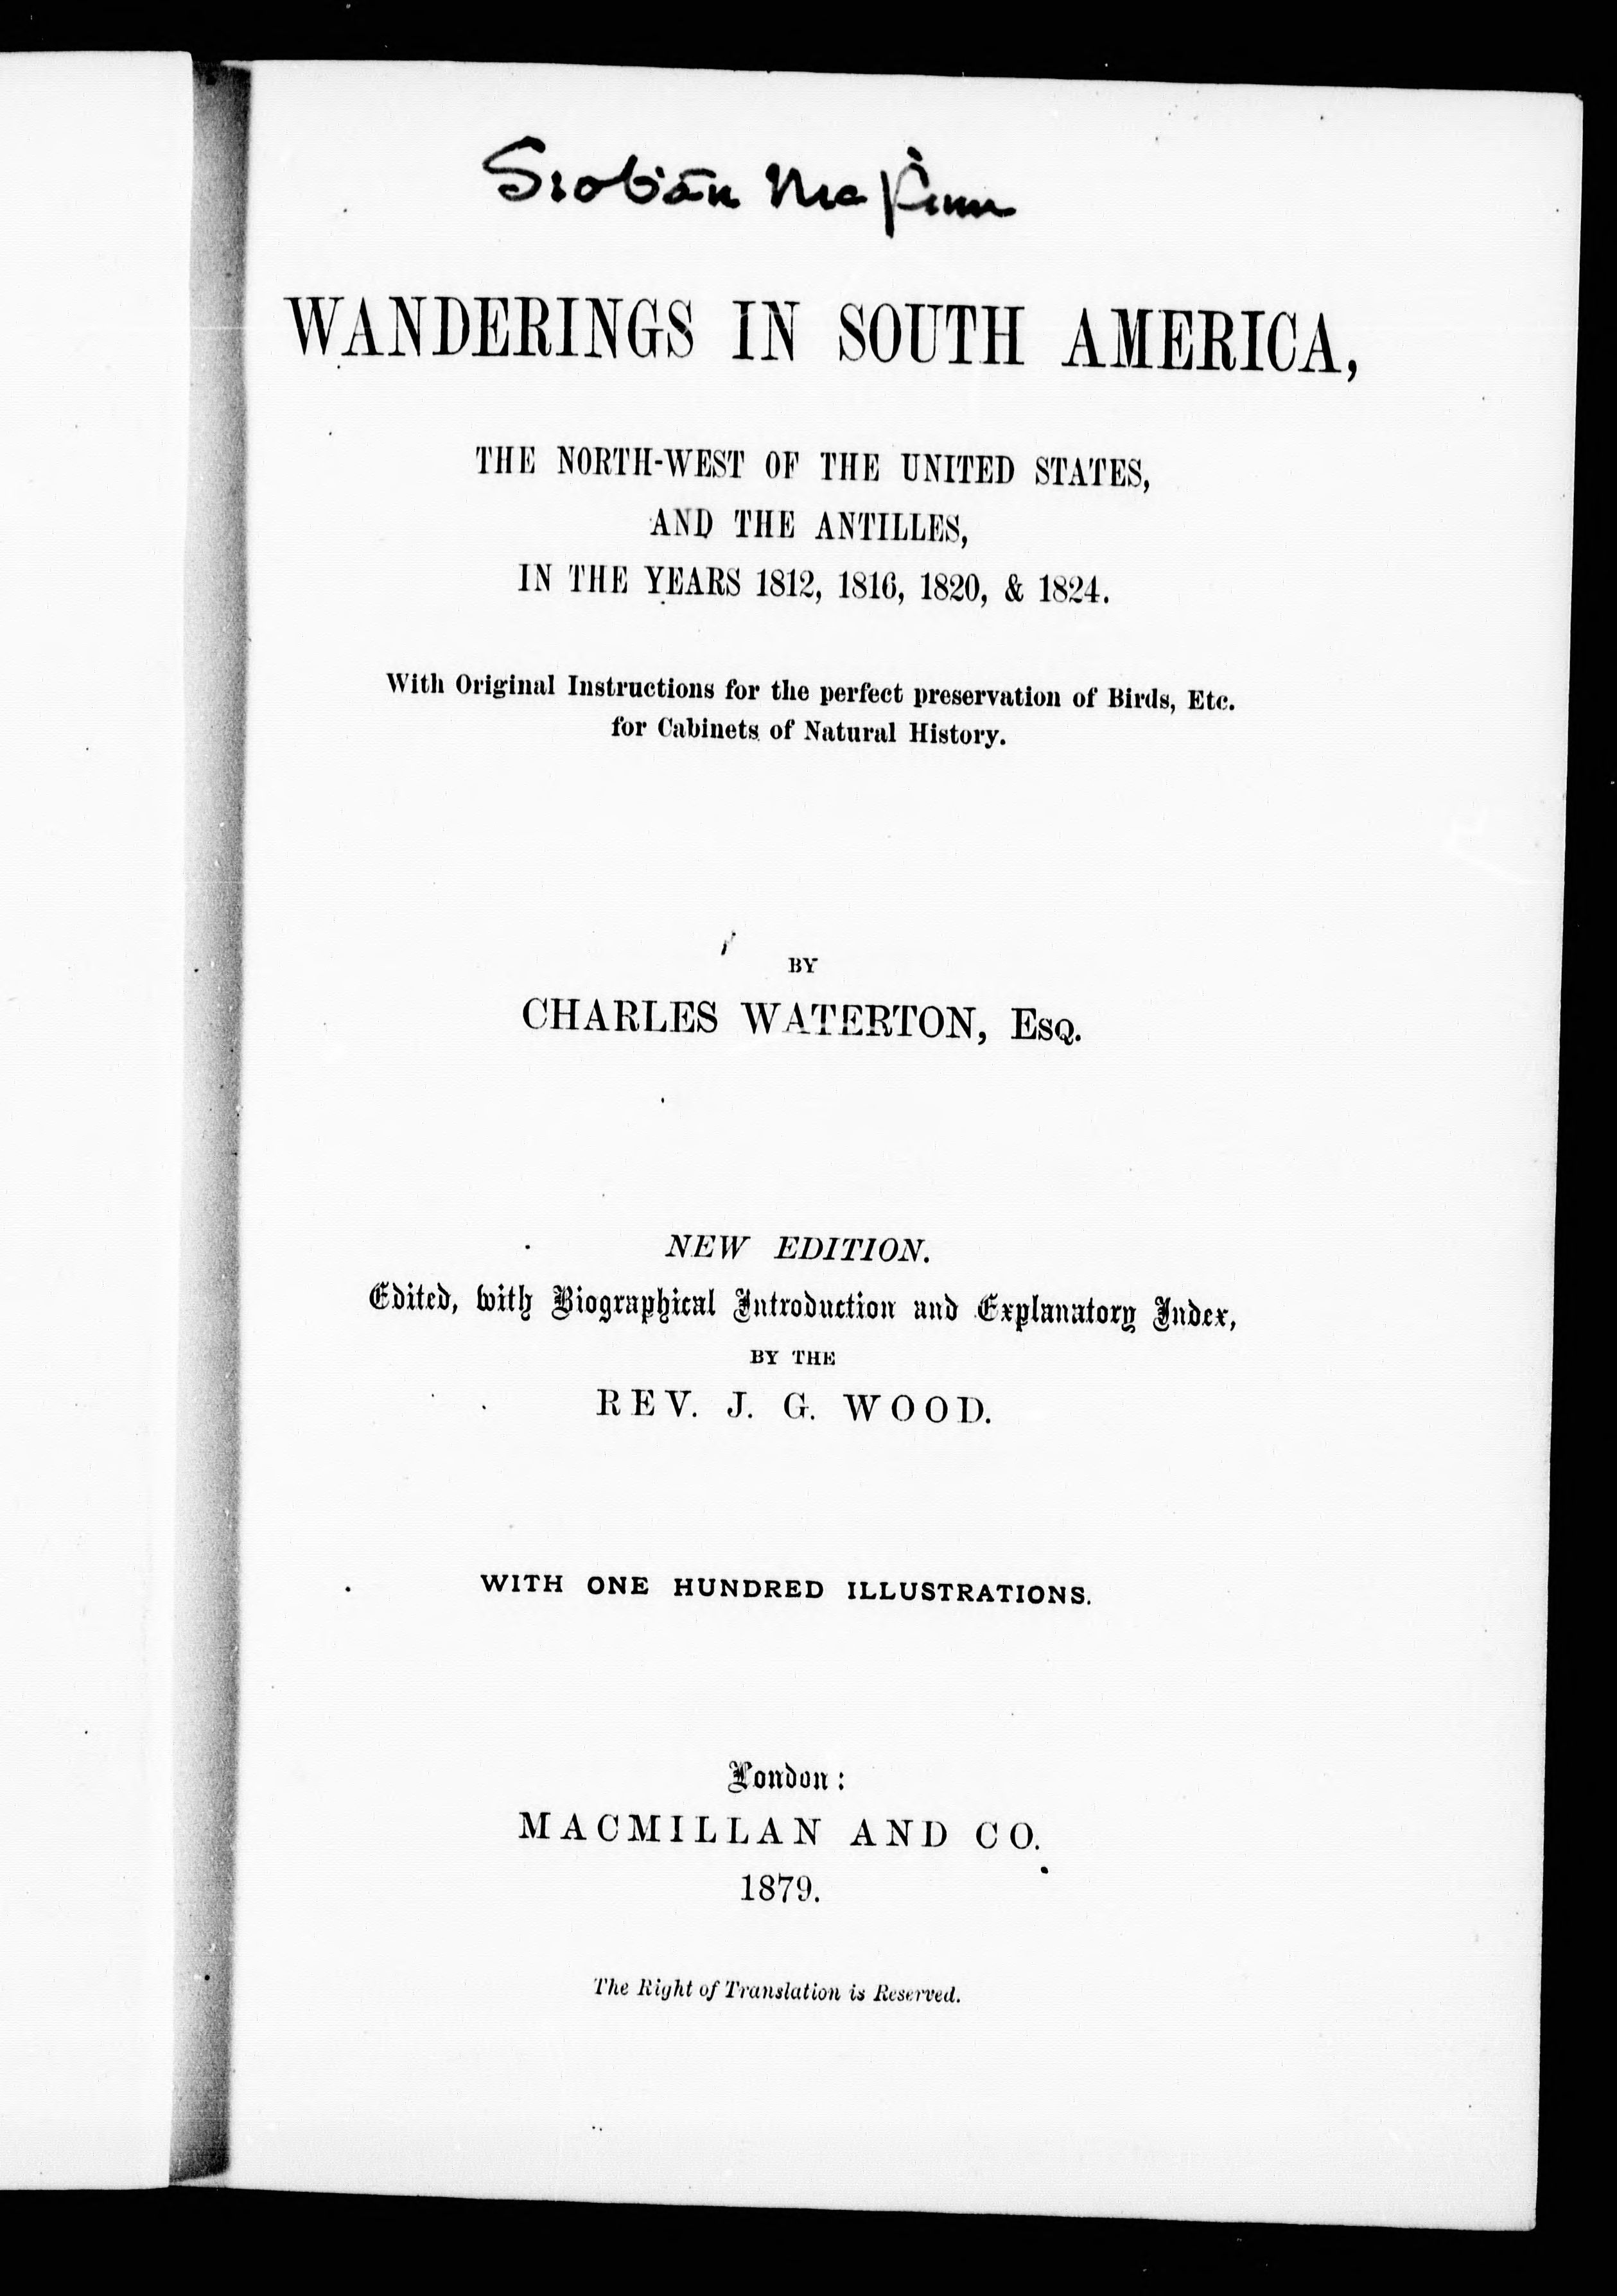 WANDERINGS IN SOUTH AMERICA,
THE NORTH-WEST OF THE UNITED STATES,
AND THE ANTILLES,
IN THE YEARS 1812, 1816, 1820, & 1824.
With Original Instructions for the perfect preservation of Birds, Etc.
for Cabinets of Natural History.
BY
CHARLES WATERTON, ESQ.
NEW EDITION.
Edited, with Biographical Introduction and Explanatory Index,
BY THE
REV. J. G. WOOD.
WITH ONE HUNDRED ILLUSTRATIONS.
London:
MACMILLAN AND CO.
1879.
The Right of Translation is Reserved.